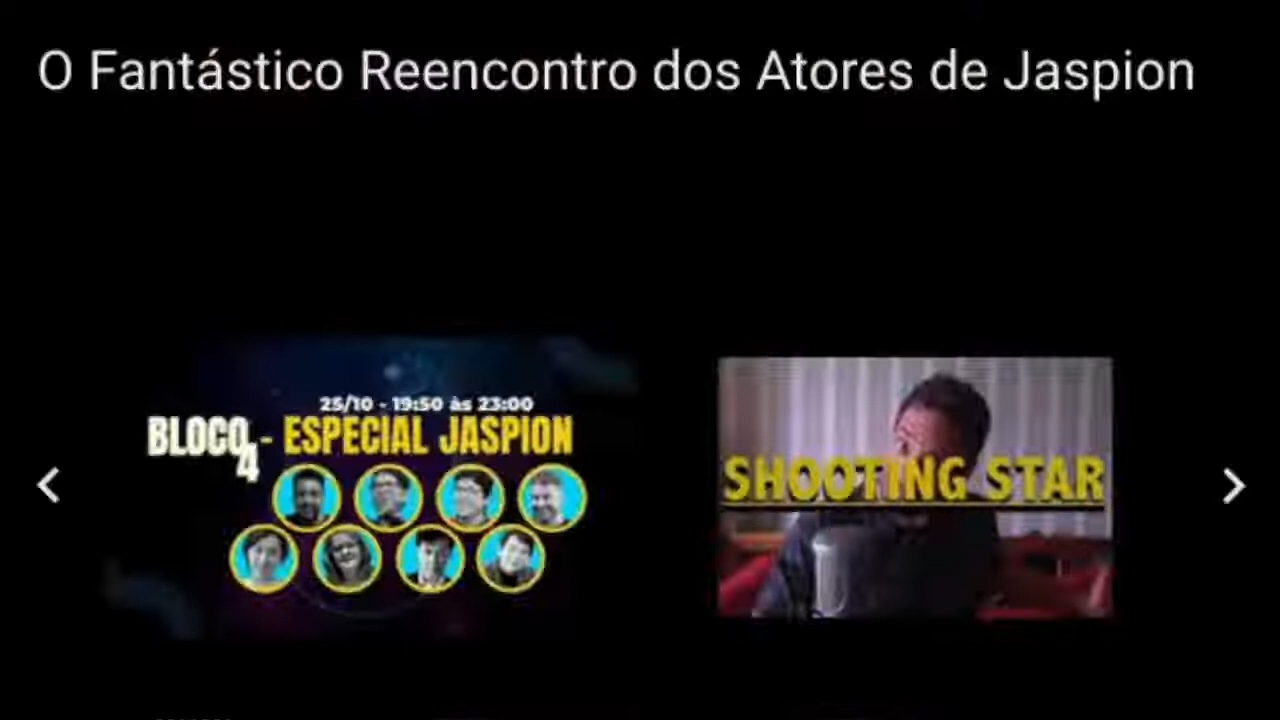 O Fantástico Reencontro dos Atores de Jaspion
25/10 - 19:50 às 23:00
BLOCO 4 - ESPECIAL JASPION
SHOOTING STAR